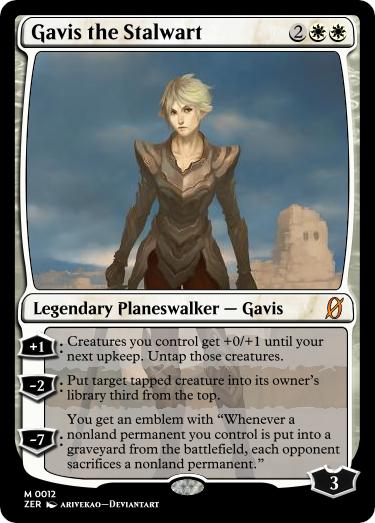 Gavis the Stalwart 2
Legendary Planeswalker — Gavis
+1: Creatures you control get +0/+1 until your
next upkeep. Untap those creatures.
-2: Put target tapped creature into its owner's
library third from the top.
You get an emblem with “Whenever a
nonland permanent you control is put into a
-7: graveyard from the battlefield, each opponent
sacrifices a nonland permanent.”
3
M 0012
ZER ARIVEKAO—DEVIANTART